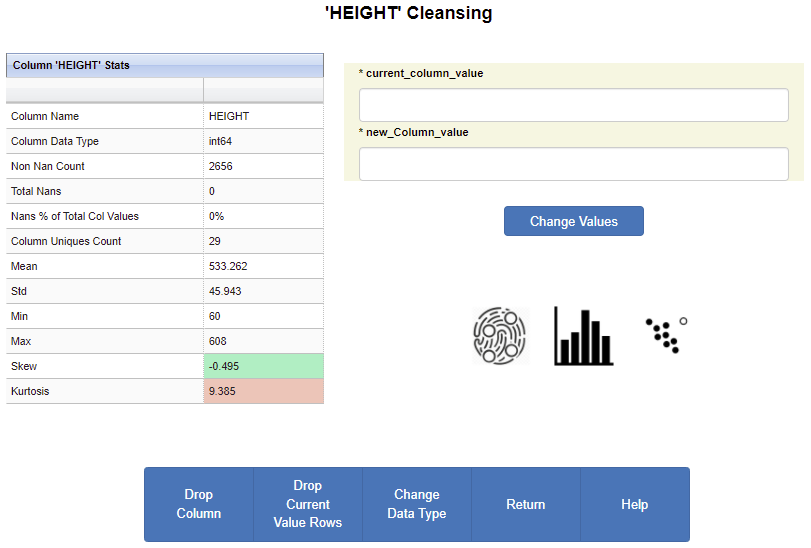 'HEIGHT' Cleansing
Column 'HEIGHT' Stats
Column Name HEIGHT
Column Data Type int64
Non Nan Count 2656
Total Nans 0
Nans % of Total Col Values 0%
Column Uniques Count 29
Mean 533.262
Std 45.943
Min 60
Max 608
Skew -0.495
Kurtosis 9.385
* current_column_value
* new_Column_value
Change Values
Drop
Column
Drop
Current
Value Rows
Change
Data Type
Return
Help